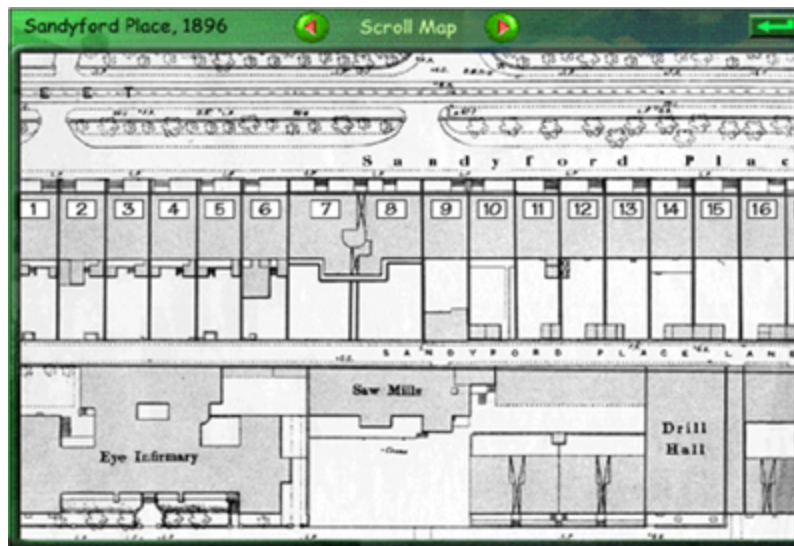 Sandyford Place, 1896 Scroll Map
E E T
Sandyford Plac
1 2 3 4 5 6 7 8 9 10 11 12 13 14 15 16
SANDYFORD PLACE LANE
Saw Mills
Drill
Hall
Eye Infirmary